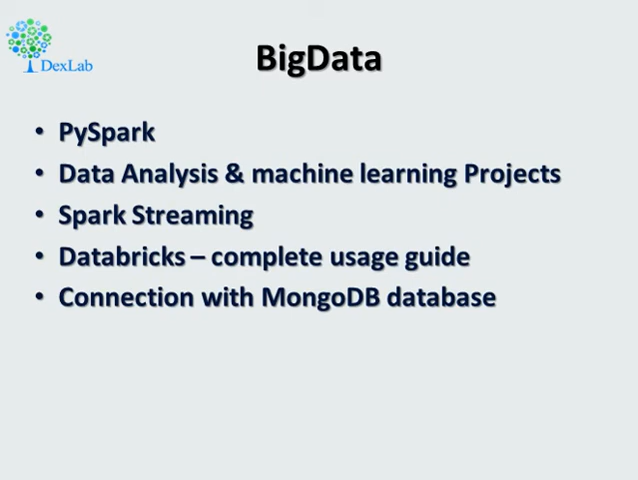 DexLab
BigData
• PySpark
• Data Analysis & machine learning Projects
• Spark Streaming
• Databricks – complete usage guide
• Connection with MongoDB database